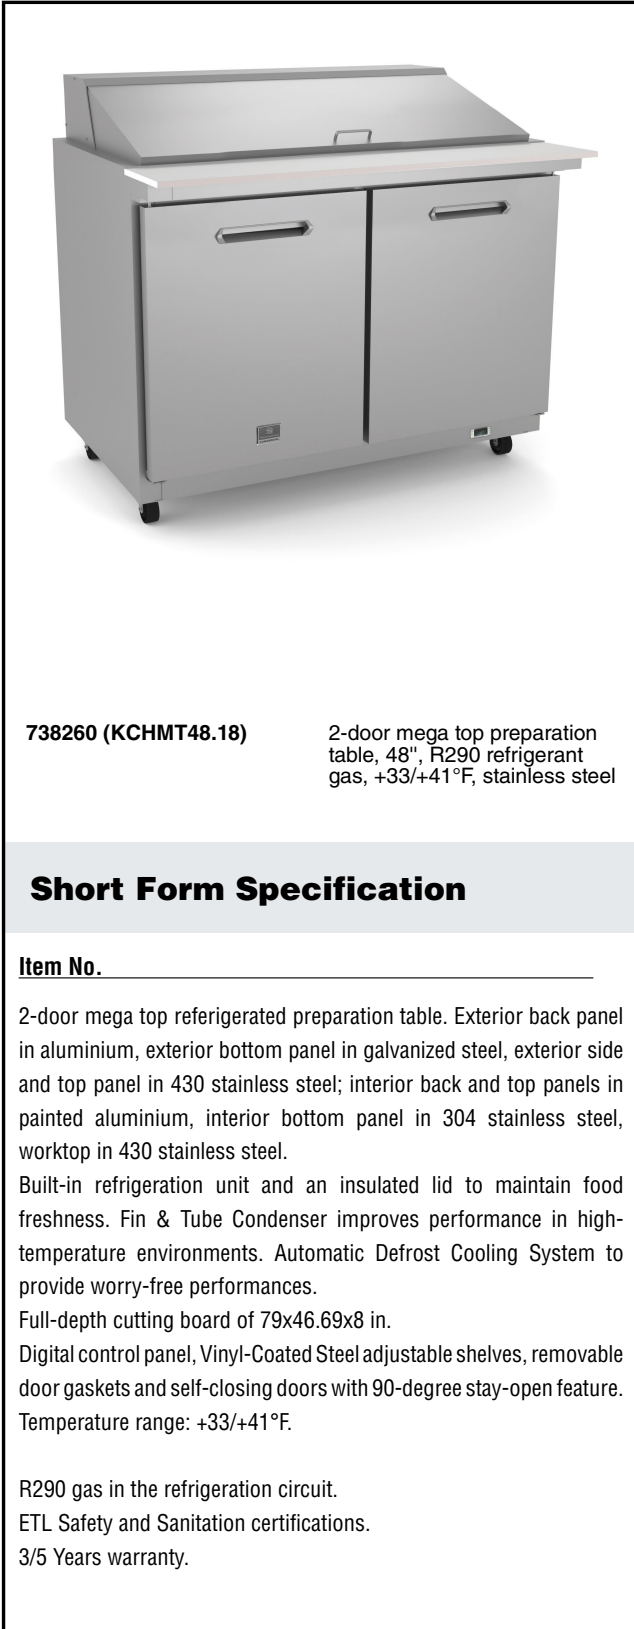 738260 (KCHMT48.18)
2-door mega top preparation
table, 48", R290 refrigerant
gas, +33/+41°F, stainless steel
Short Form Specification
Item No.
2-door mega top referigerated preparation table. Exterior back panel
in aluminium, exterior bottom panel in galvanized steel, exterior side
and top panel in 430 stainless steel; interior back and top panels in
painted aluminium, interior bottom panel in 304 stainless steel,
worktop in 430 stainless steel.
Built-in refrigeration unit and an insulated lid to maintain food
freshness. Fin & Tube Condenser improves performance in high-
temperature environments. Automatic Defrost Cooling System to
provide worry-free performances.
Full-depth cutting board of 79x46.69x8 in.
Digital control panel, Vinyl-Coated Steel adjustable shelves, removable
door gaskets and self-closing doors with 90-degree stay-open feature.
Temperature range: +33/+41°F.
R290 gas in the refrigeration circuit.
ETL Safety and Sanitation certifications.
3/5 Years warranty.